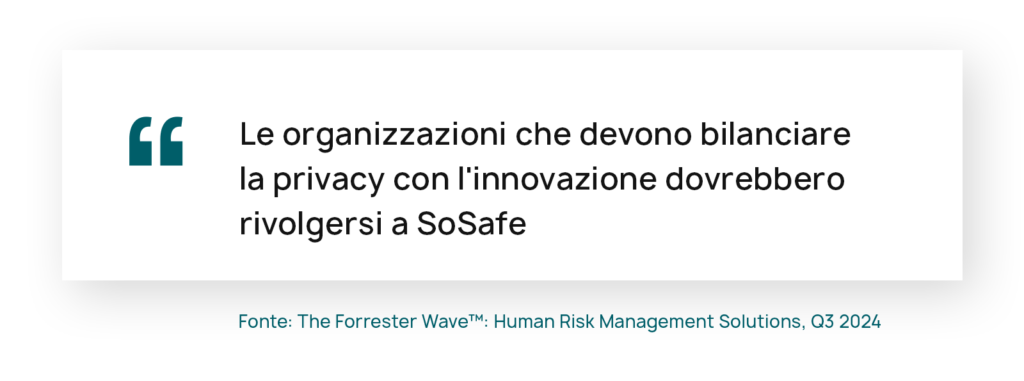 “
Le organizzazioni che devono bilanciare
la privacy con l'innovazione dovrebbero
rivolgersi a SoSafe
Fonte: The Forrester Wave™: Human Risk Management Solutions, Q3 2024